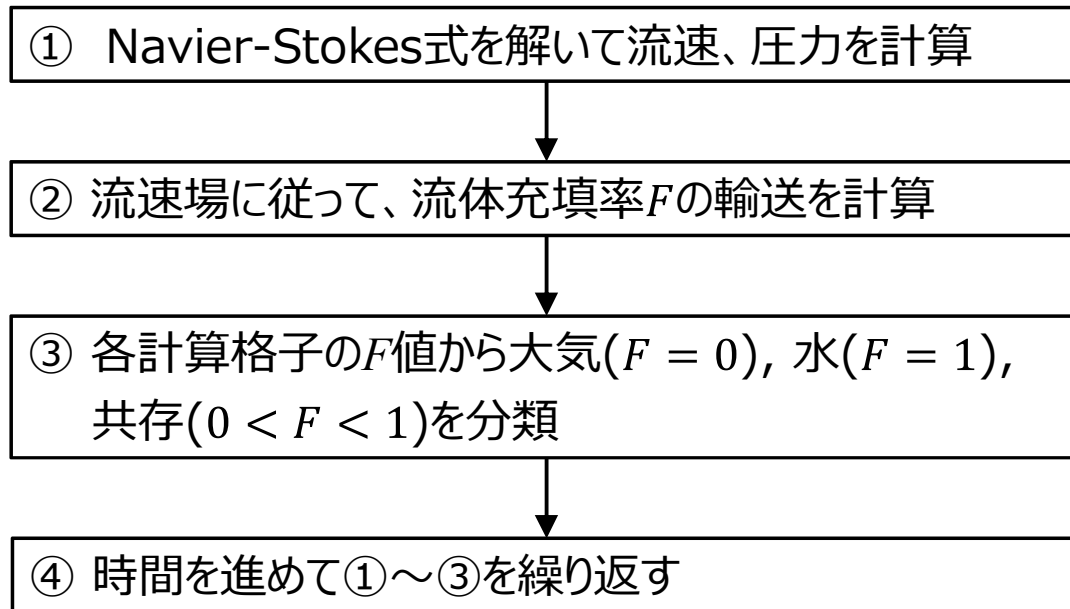 ① Navier-Stokes式を解いて流速、圧力を計算
② 流速場に従って、流体充填率Fの輸送を計算
③ 各計算格子のF値から大気(F = 0), 水(F = 1),
共存(0 < F < 1)を分類
④ 時間を進めて①～③を繰り返す